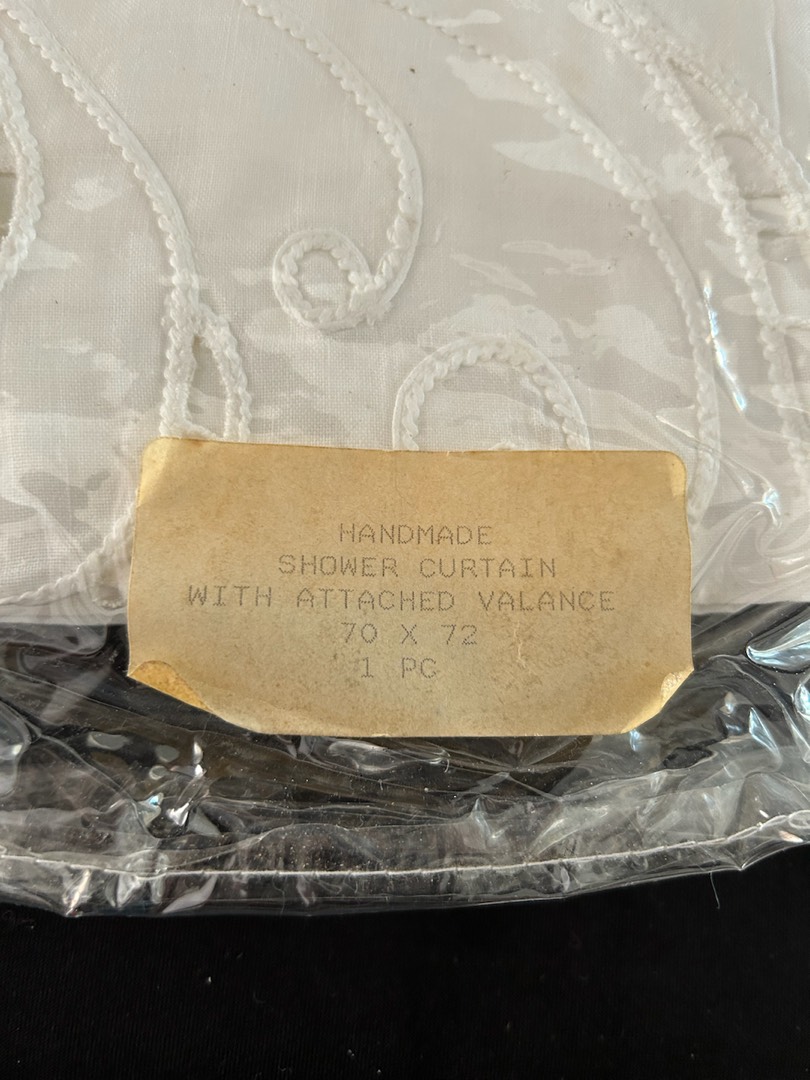 HANDMADE
SHOWER CURTAIN
WITH ATTACHED VALANCE
70 X 72
1 PC